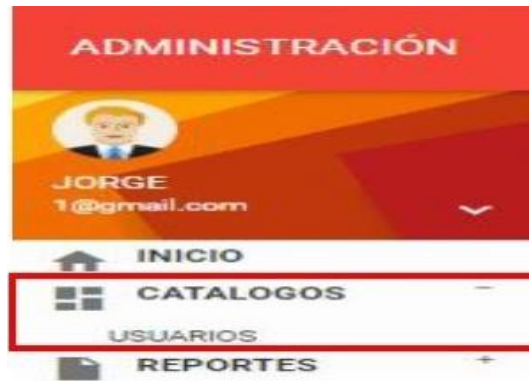 ADMINISTRACIÓN
JORGE
1@gmail.com
INICIO
CATALOGOS -
USUARIOS
REPORTES +